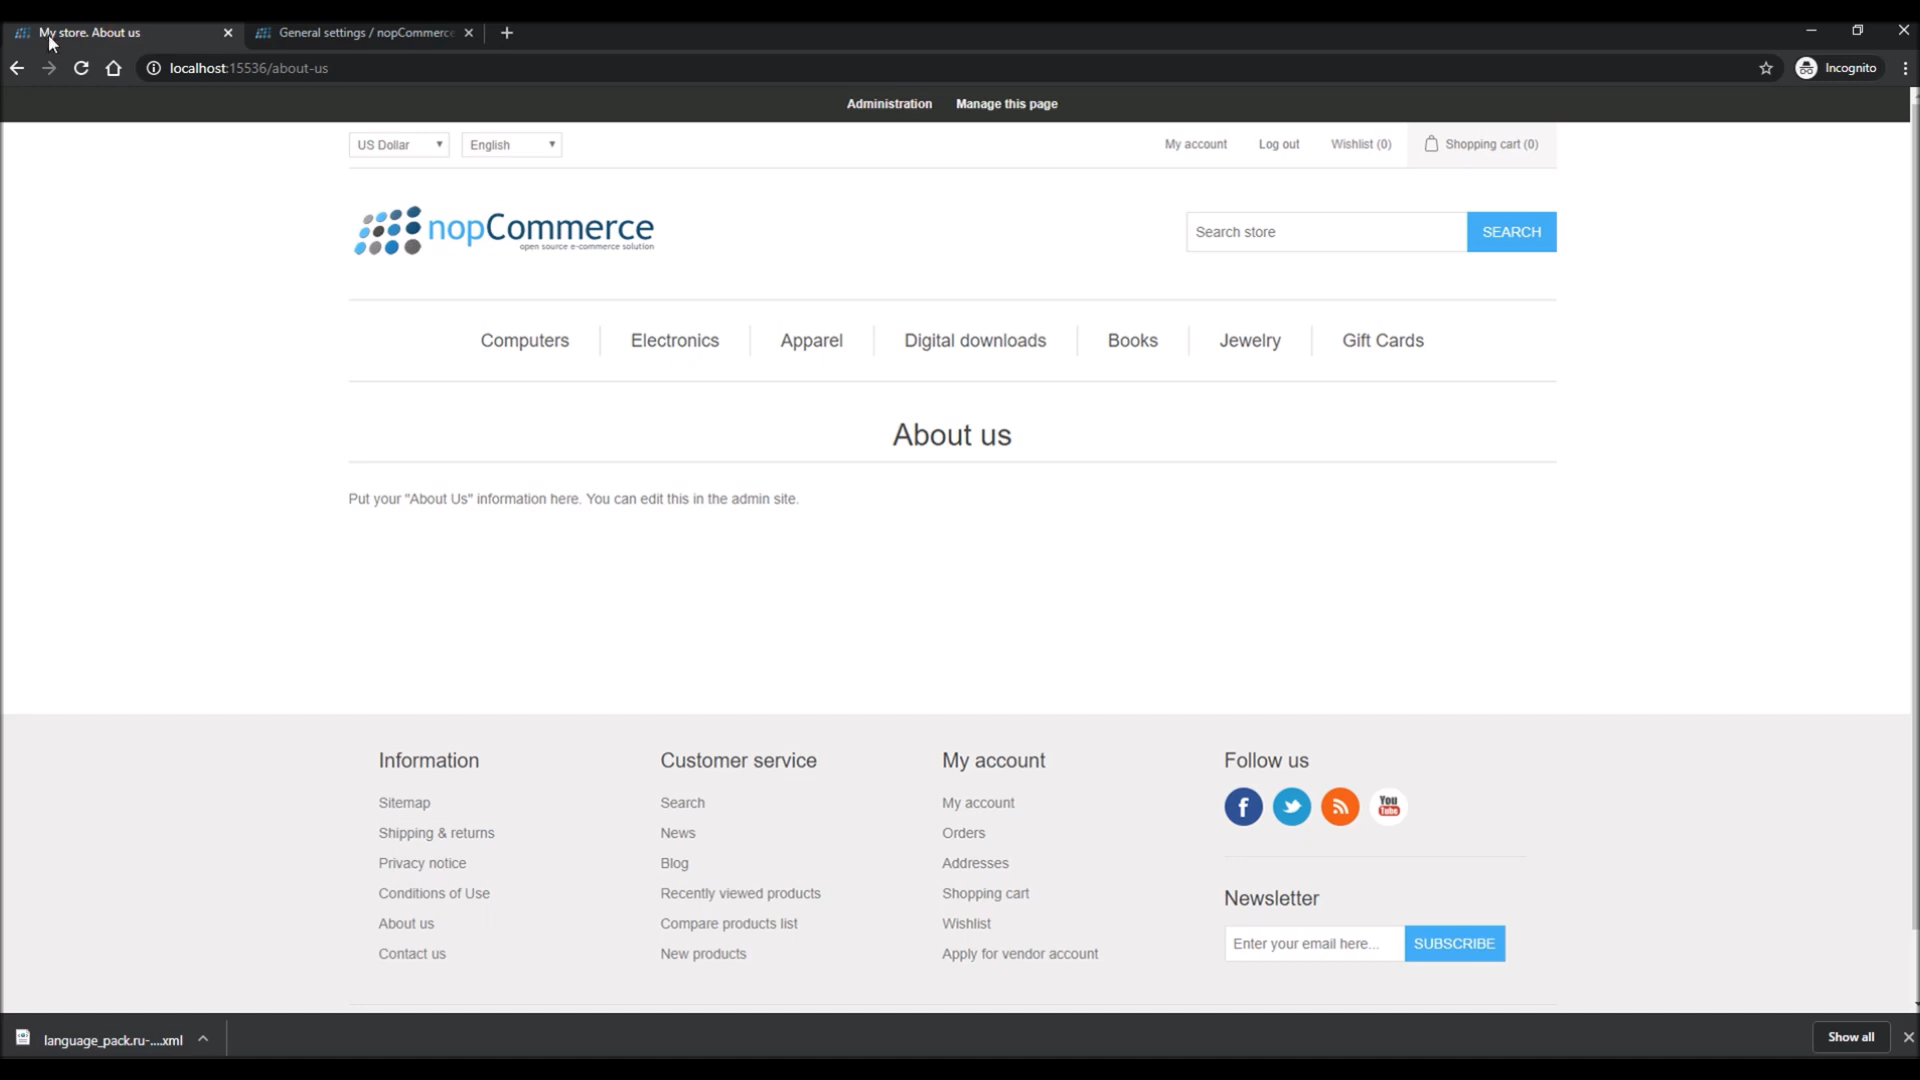 My store. About us
General settings / nopCommerce
localhost:15536/about-us
Incognito
Administration Manage this page
US Dollar English My account Log out Wishlist (0) Shopping cart (0)
nopCommerce
open source e-commerce solution
Search store SEARCH
Computers Electronics Apparel Digital downloads Books Jewelry Gift Cards
About us
Put your "About Us" information here. You can edit this in the admin site.
Information
Sitemap
Shipping & returns
Privacy notice
Conditions of Use
About us
Contact us
Customer service
Search
News
Blog
Recently viewed products
Compare products list
New products
My account
My account
Orders
Addresses
Shopping cart
Wishlist
Apply for vendor account
Follow us
You
Tube
Newsletter
Enter your email here... SUBSCRIBE
language_pack.ru-....xml
Show all